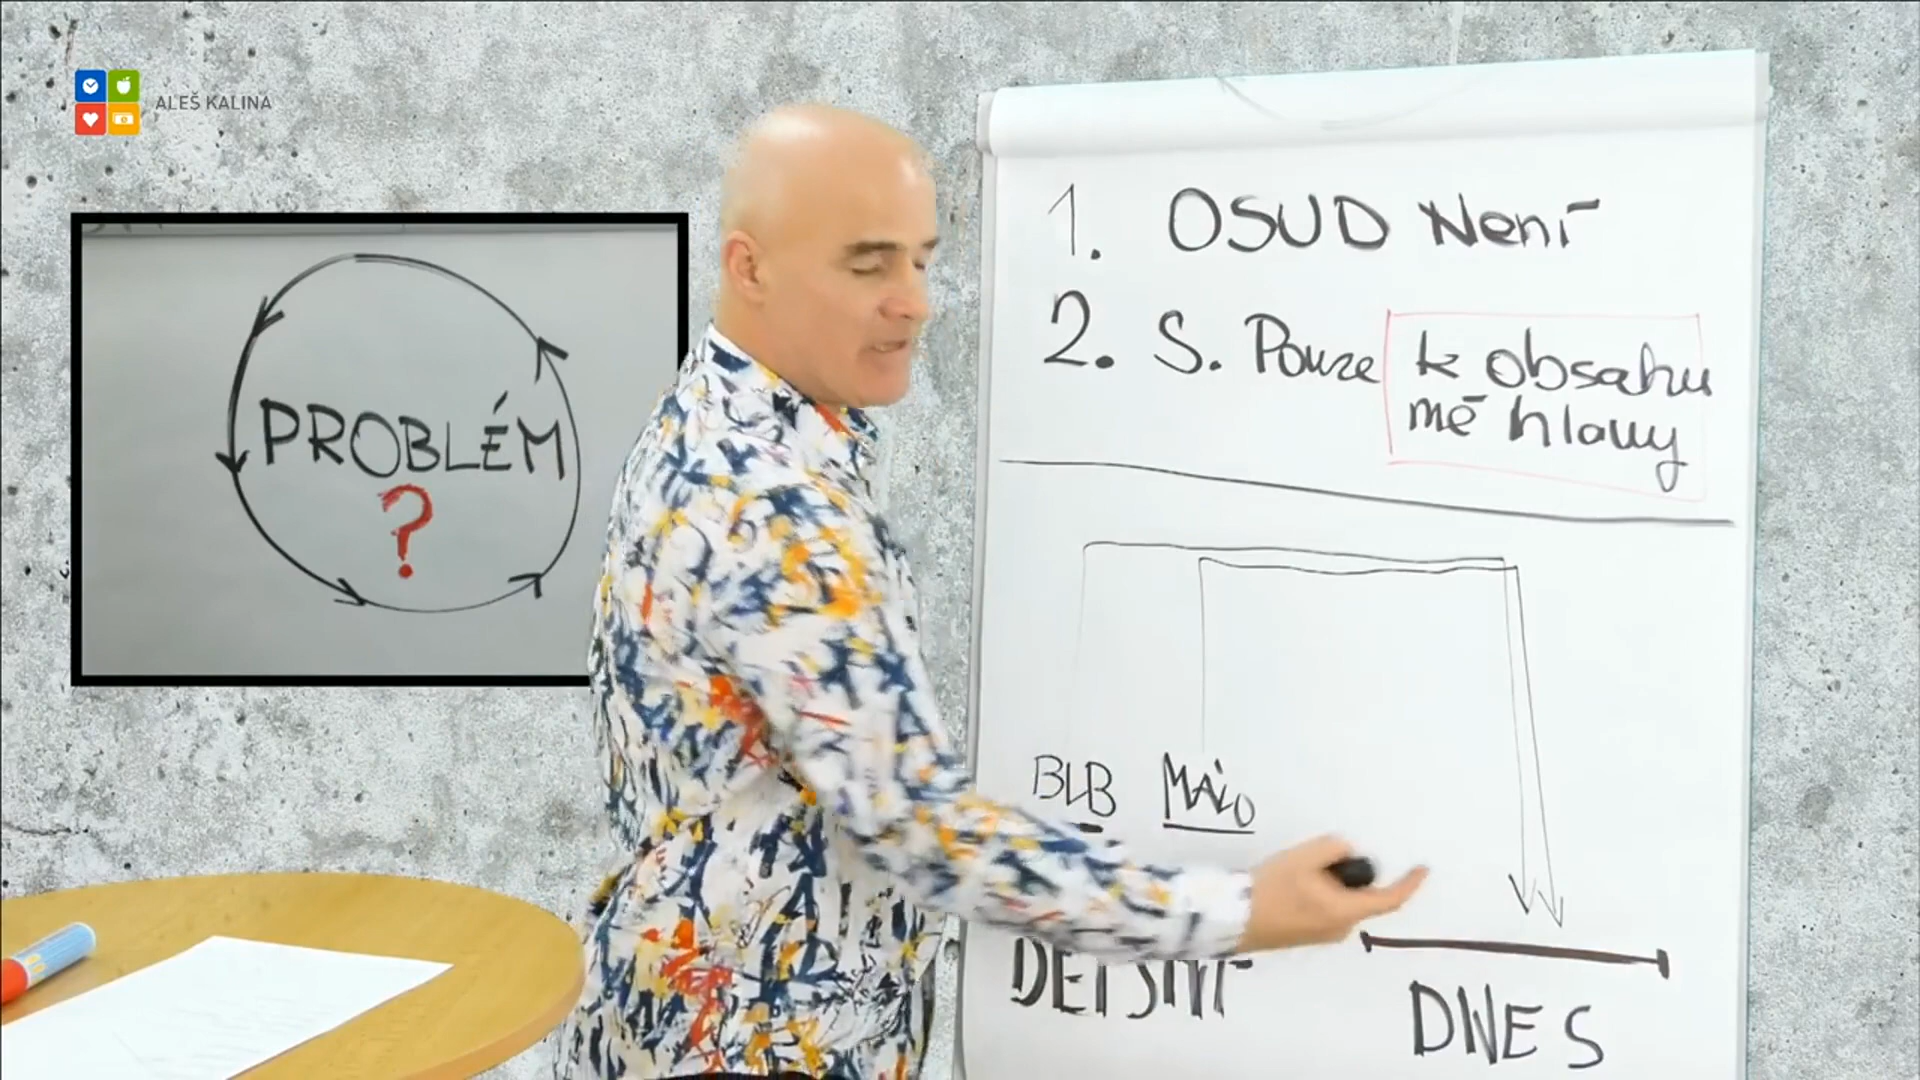 ALEŠ KALINA
PROBLÉM
?
1. OSUD Není
2. S. Pouze k obsahu
mé hlavy
BLB MÁLO
DĚTSTVÍ
DNES